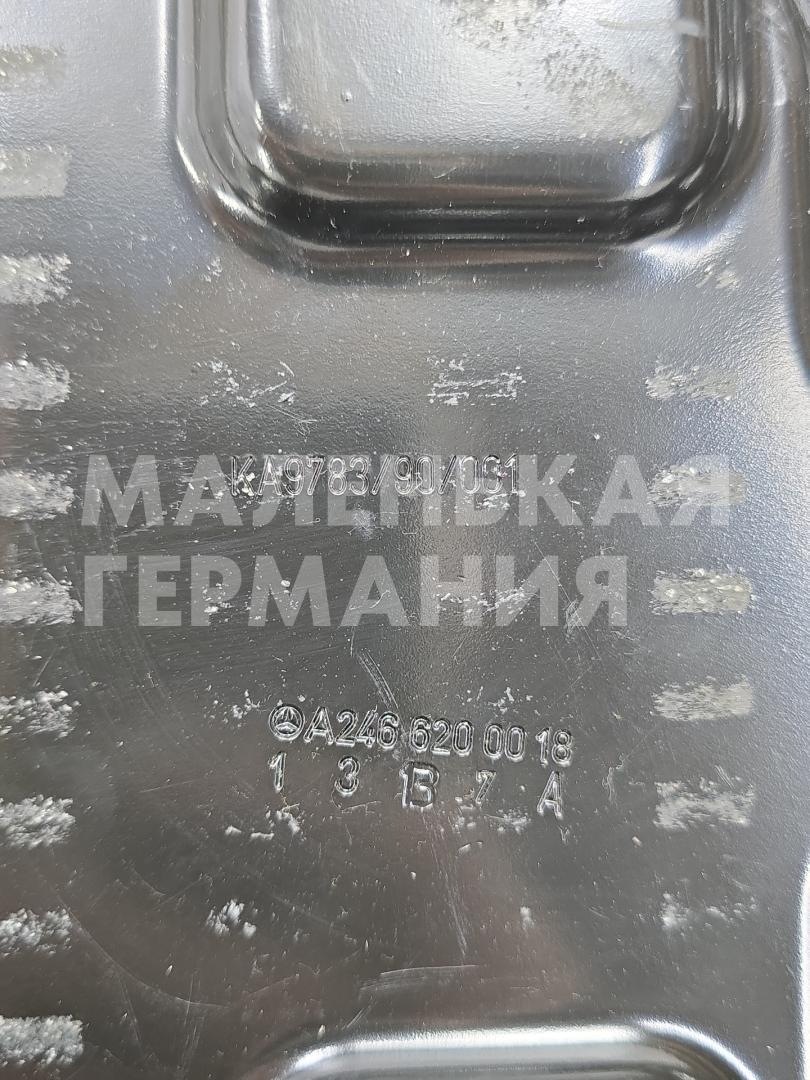 KA9783/90/001
МАЛЕНЬКАЯ
ГЕРМАНИЯ
A246 620 00 18
1 3 B 7 A